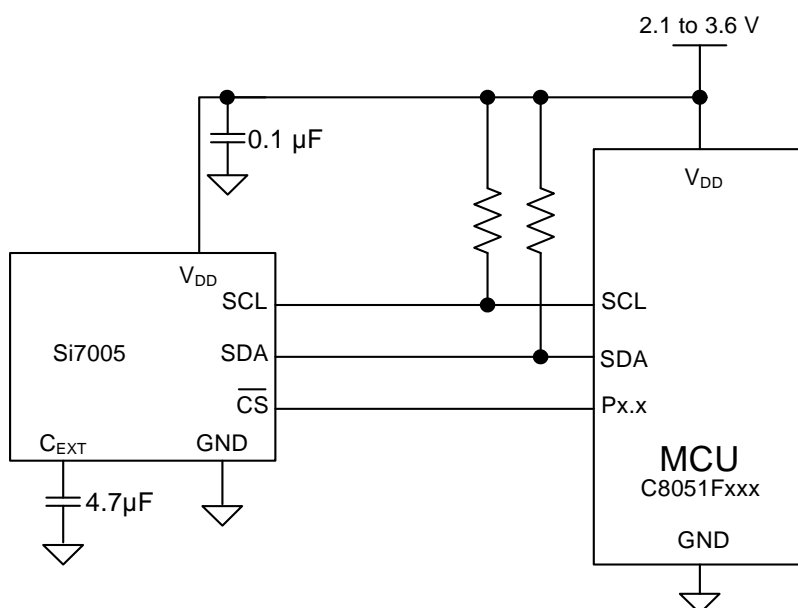 2.1 to 3.6 V
0.1 µF
VDD
VDD
SCL
SCL
Si7005
SDA
SDA
CS
Px.x
CEXT
GND
MCU
C8051Fxxx
4.7µF
GND